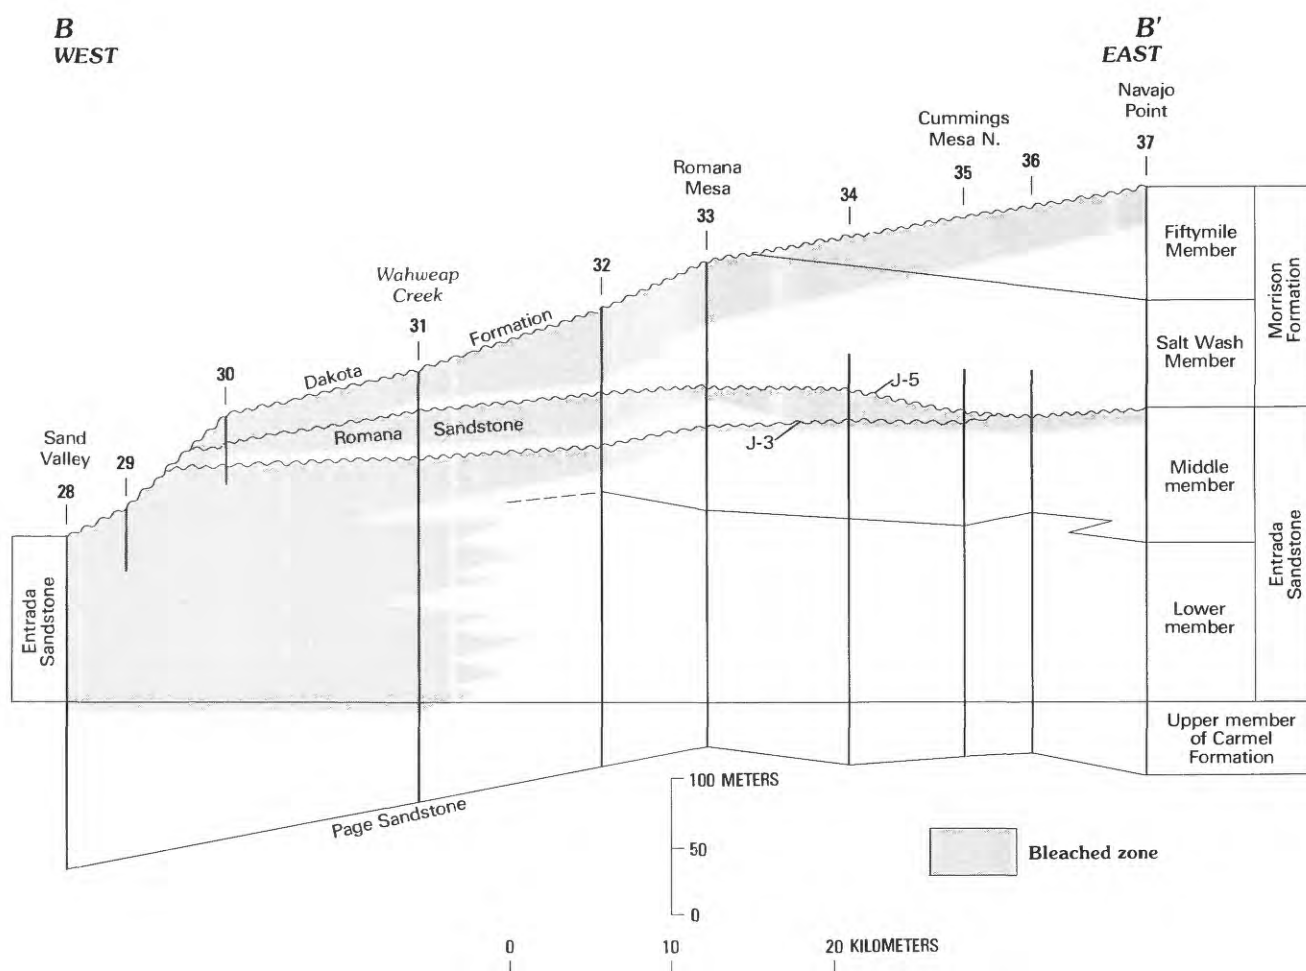 B
WEST
B'
EAST
Navajo
Point
37
Cummings
Mesa N.
35
36
34
Romana
Mesa
33
32
Wahweap
Creek
31
30
Sand
Valley
28
29
Dakota Formation
Romana Sandstone
J-5
J-3
Fiftymile
Member
Salt Wash
Member
Morrison
Formation
Middle
member
Lower
member
Entrada
Sandstone
Entrada
Sandstone
Upper member
of Carmel
Formation
Page Sandstone
100 METERS
50
0
Bleached zone
0 10 20 KILOMETERS